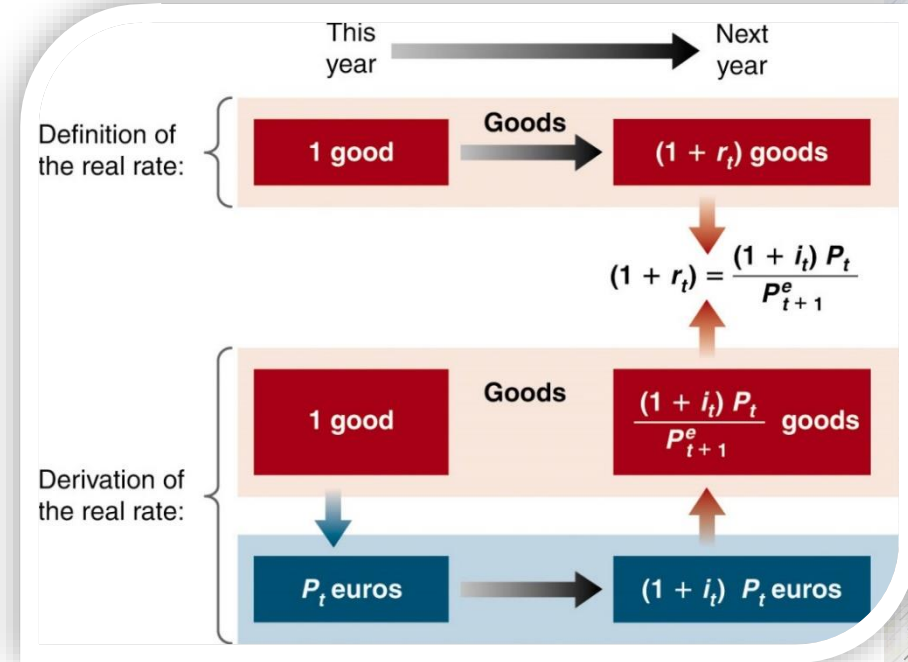 This
year
Next
year
Definition of
the real rate:
1 good
Goods
(1 + r_t) goods
(1 + r_t) = \frac{(1 + i_t) P_t}{P^e_{t + 1}}
Derivation of
the real rate:
1 good
Goods
\frac{(1 + i_t) P_t}{P^e_{t + 1}} goods
P_t euros
(1 + i_t) P_t euros